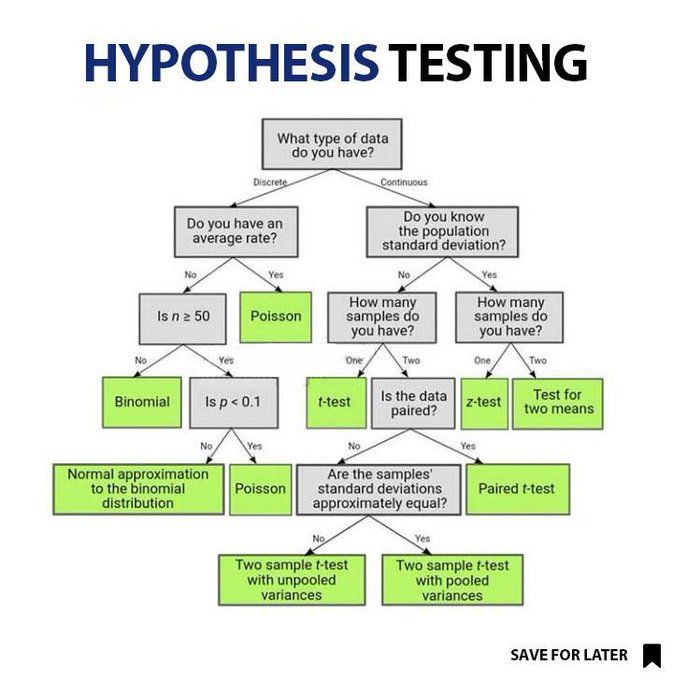 HYPOTHESIS TESTING
What type of data
do you have?
Discrete
Continuous
Do you have an
average rate?
Do you know
the population
standard deviation?
No
Yes
No
Yes
Is n ≥ 50
Poisson
How many
samples do
you have?
How many
samples do
you have?
No
Yes
One
Two
One
Two
Binomial
Is p < 0.1
t-test
Is the data
paired?
z-test
Test for
two means
No
Yes
No
Yes
Normal approximation
to the binomial
distribution
Poisson
Are the samples'
standard deviations
approximately equal?
Paired t-test
No
Yes
Two sample t-test
with unpooled
variances
Two sample t-test
with pooled
variances
SAVE FOR LATER